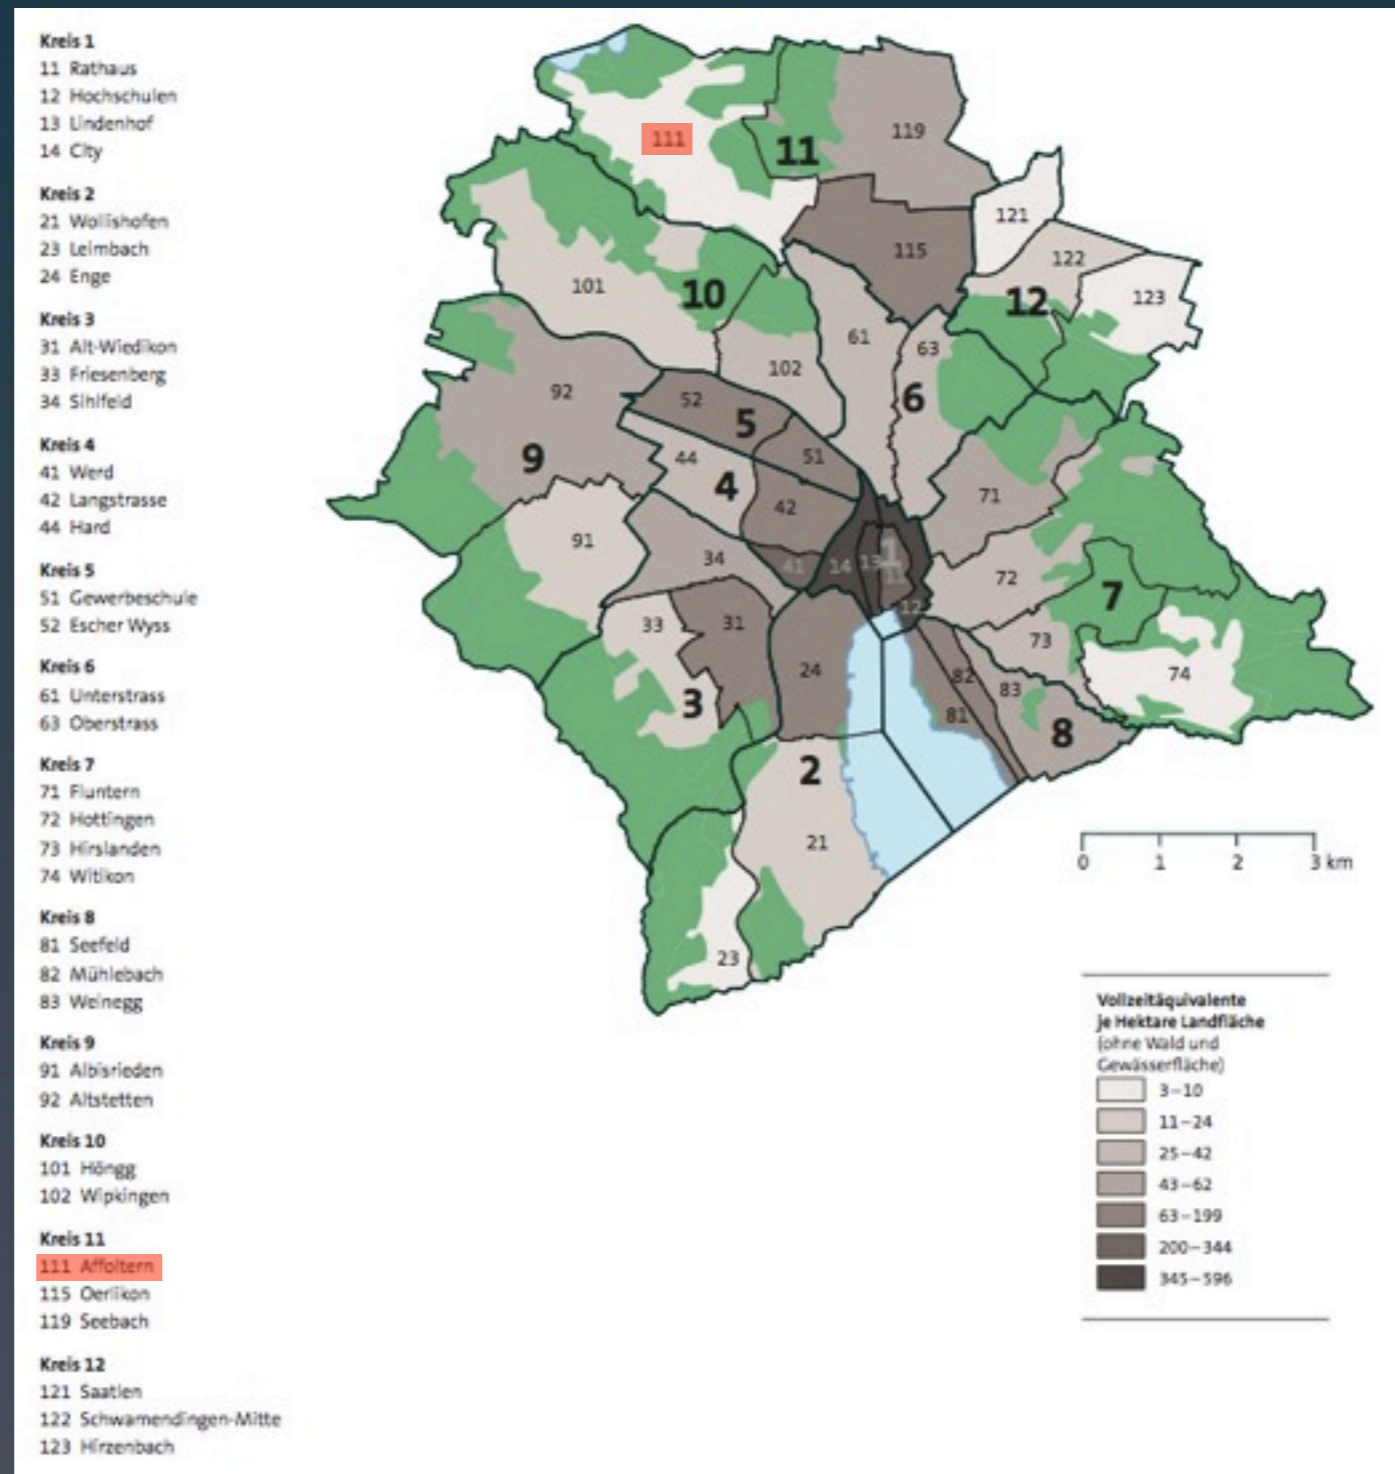 Kreis 1
11 Rathaus
12 Hochschulen
13 Lindenhof
14 City
Kreis 2
21 Wollishofen
23 Leimbach
24 Enge
Kreis 3
31 Alt-Wiedikon
33 Friesenberg
34 Sihlfeld
Kreis 4
41 Werd
42 Langstrasse
44 Hard
Kreis 5
51 Gewerbeschule
52 Escher Wyss
Kreis 6
61 Unterstrass
63 Oberstrass
Kreis 7
71 Fluntern
72 Hottingen
73 Hirslanden
74 Witikon
Kreis 8
81 Seefeld
82 Mühlebach
83 Weinegg
Kreis 9
91 Albisrieden
92 Altstetten
Kreis 10
101 Höngg
102 Wipkingen
Kreis 11
111 Affoltern
115 Oerlikon
119 Seebach
Kreis 12
121 Saatlen
122 Schwamendingen-Mitte
123 Hirzenbach
111
11
119
121
115
122
101
10
12
123
61
63
102
92
52
6
5
9
44
51
4
71
42
91
34
41
14
13
1
11
72
12
7
33
31
73
24
82
74
83
3
81
8
2
21
23
0 1 2 3 km
Vollzeitäquivalente
je Hektare Landfläche
(ohne Wald und
Gewässerfläche)
3–10
11–24
25–42
43–62
63–199
200–344
345–596